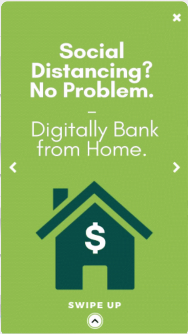 Social
Distancing?
No Problem.
–
Digitally Bank
from Home.
$
SWIPE UP